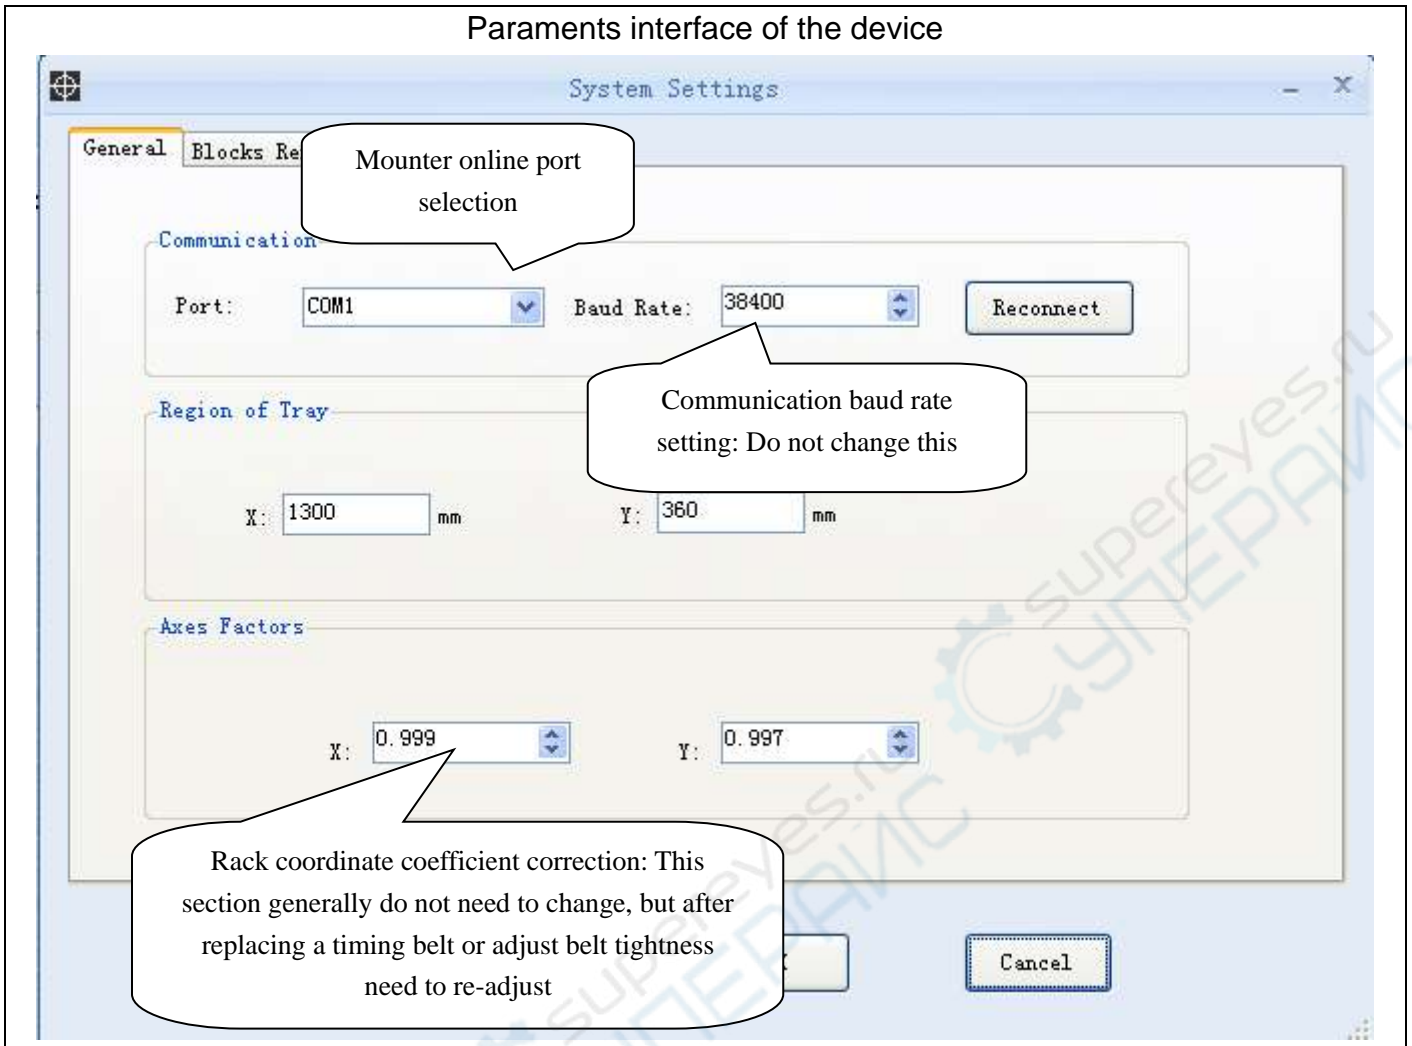 Paraments interface of the device
System Settings
General
Blocks
Mounter online port
selection
Communication
Port:
COM1
Baud Rate:
38400
Reconnect
Communication baud rate
setting: Do not change this
Region of Tray
X:
1300
mm
Y:
360
mm
Axes Factors
X:
0.999
Y:
0.997
Rack coordinate coefficient correction: This
section generally do not need to change, but after
replacing a timing belt or adjust belt tightness
need to re-adjust
Cancel
supereyes.ru
СУПЕРАЙС